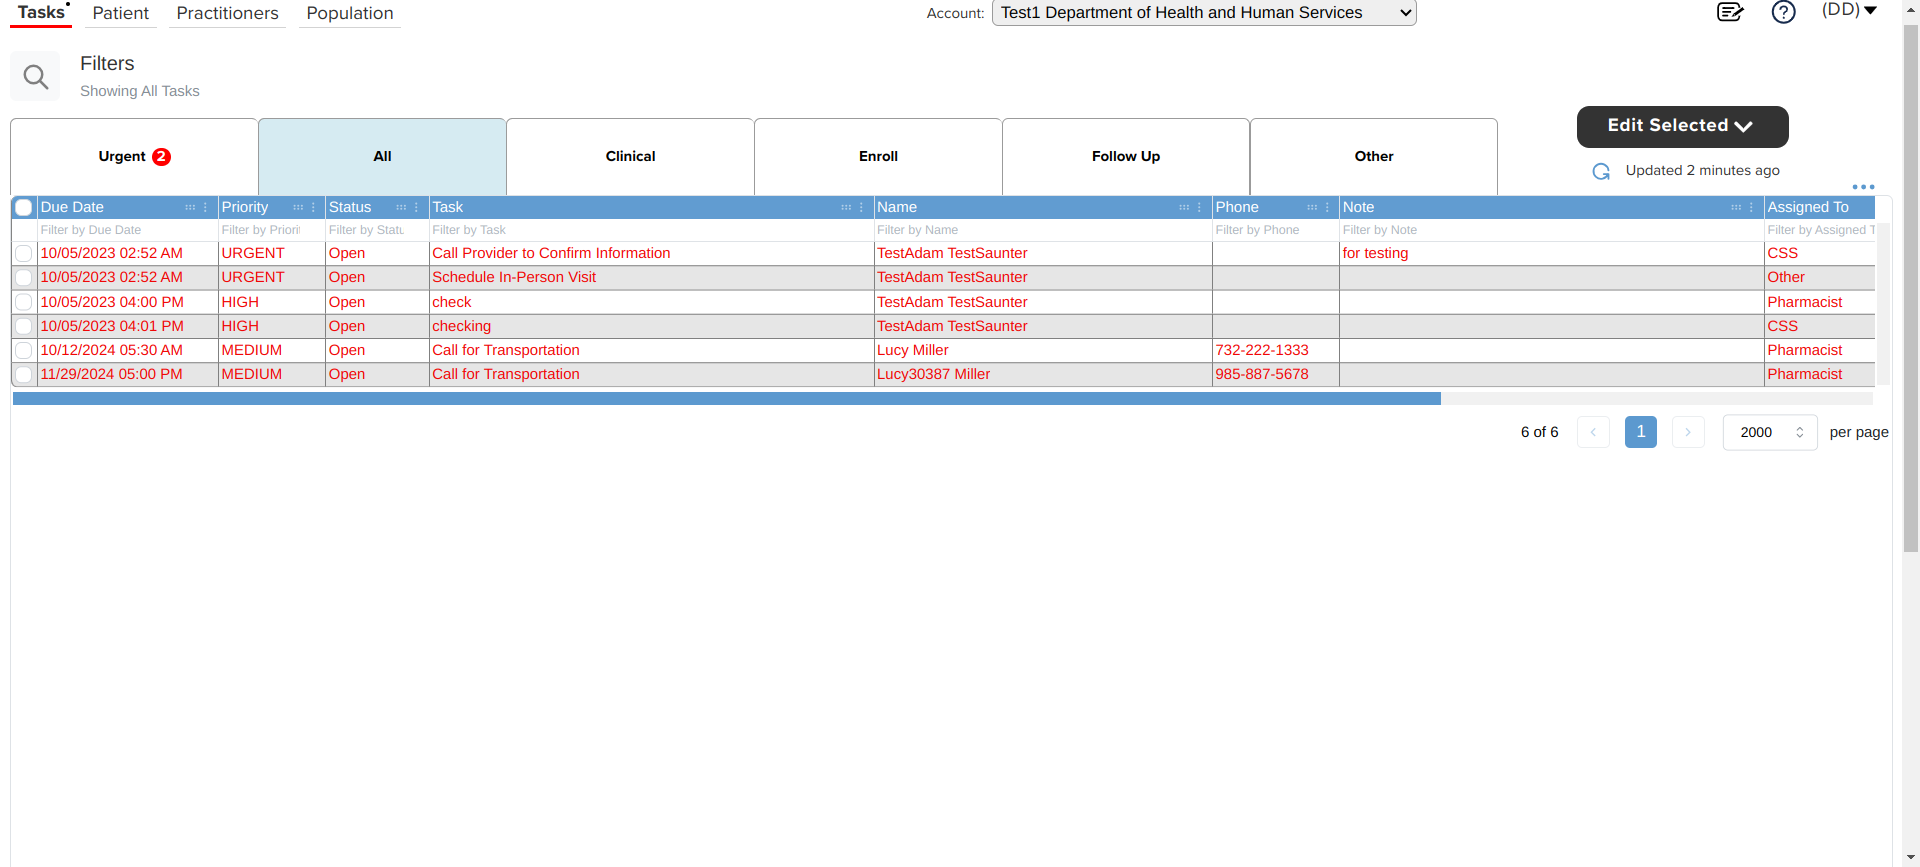 Tasks Patient Practitioners Population Account: Test1 Department of Health and Human Services (DD)
Filters
Showing All Tasks
Edit Selected
Urgent 2 All Clinical Enroll Follow Up Other
Updated 2 minutes ago
Due Date Priority Status Task Name Phone Note Assigned To
Filter by Due Date Filter by Priorit Filter by Statu Filter by Task Filter by Name Filter by Phone Filter by Note Filter by Assigned T
10/05/2023 02:52 AM URGENT Open Call Provider to Confirm Information TestAdam TestSaunter for testing CSS
10/05/2023 02:52 AM URGENT Open Schedule In-Person Visit TestAdam TestSaunter Other
10/05/2023 04:00 PM HIGH Open check TestAdam TestSaunter Pharmacist
10/05/2023 04:01 PM HIGH Open checking TestAdam TestSaunter CSS
10/12/2024 05:30 AM MEDIUM Open Call for Transportation Lucy Miller 732-222-1333 Pharmacist
11/29/2024 05:00 PM MEDIUM Open Call for Transportation Lucy30387 Miller 985-887-5678 Pharmacist
6 of 6 1 2000 per page